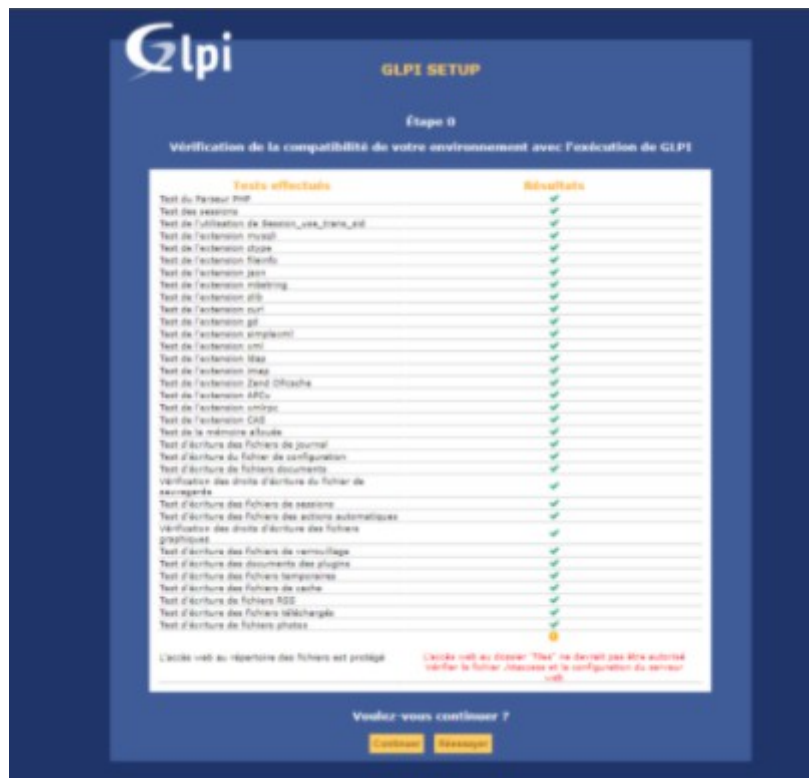 Glpi
GLPI SETUP
Étape 0
Vérification de la compatibilité de votre environnement avec l'exécution de GLPI
Tests effectués Résultats
Test du Parseur PHP
Test des sessions
Test de l'utilisation de Session_use_trans_sid
Test de l'extension mysqli
Test de l'extension ctype
Test de l'extension fileinfo
Test de l'extension json
Test de l'extension mbstring
Test de l'extension zlib
Test de l'extension curl
Test de l'extension gd
Test de l'extension simplexml
Test de l'extension xml
Test de l'extension ldap
Test de l'extension imap
Test de l'extension Zend OPcache
Test de l'extension APCu
Test de l'extension xmlrpc
Test de l'extension CAS
Test de la mémoire allouée
Test d'écriture des fichiers de journal
Test d'écriture du fichier de configuration
Test d'écriture de fichiers documents
Vérification des droits d'écriture du fichier de
sauvegarde
Test d'écriture des fichiers de sessions
Test d'écriture des fichiers des actions automatiques
Vérification des droits d'écriture des fichiers
graphiques
Test d'écriture des fichiers de verrouillage
Test d'écriture des documents des plugins
Test d'écriture des fichiers temporaires
Test d'écriture des fichiers de cache
Test d'écriture de fichiers RSS
Test d'écriture des fichiers téléchargés
Test d'écriture de fichiers photos
L'accès web au répertoire des fichiers est protégé L'accès web au dossier "files" ne devrait pas être autorisé
Vérifier le fichier .htaccess et la configuration du serveur
web.
Voulez-vous continuer ?
Continuer Réessayer